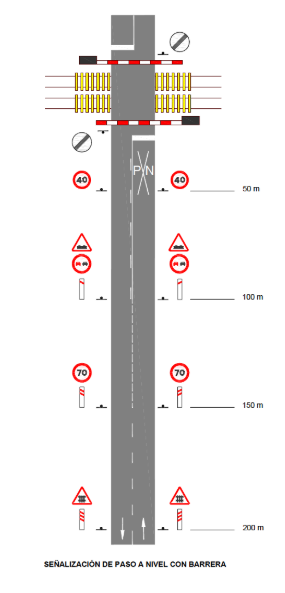 P N
40 40
50 m
100 m
70 70
150 m
200 m
SEÑALIZACIÓN DE PASO A NIVEL CON BARRERA